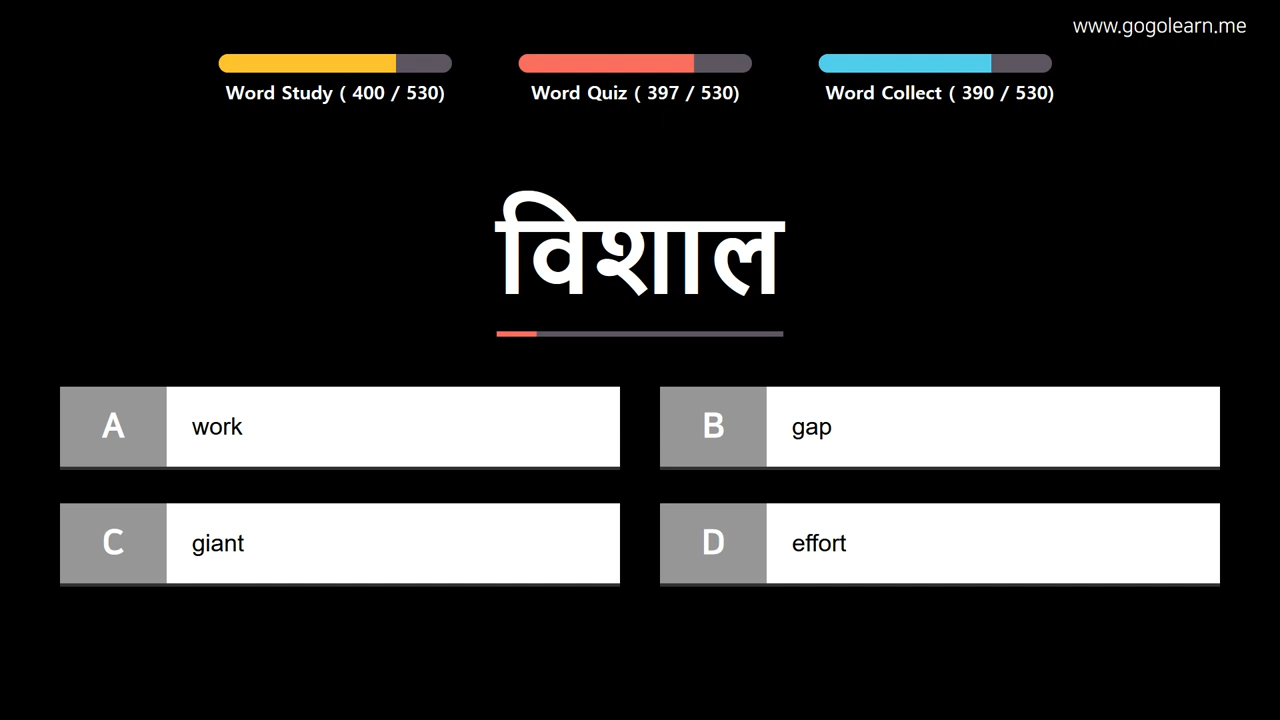 www.gogolearn.me
Word Study ( 400 / 530)
Word Quiz ( 397 / 530)
Word Collect ( 390 / 530)
विशाल
A work
B gap
C giant
D effort